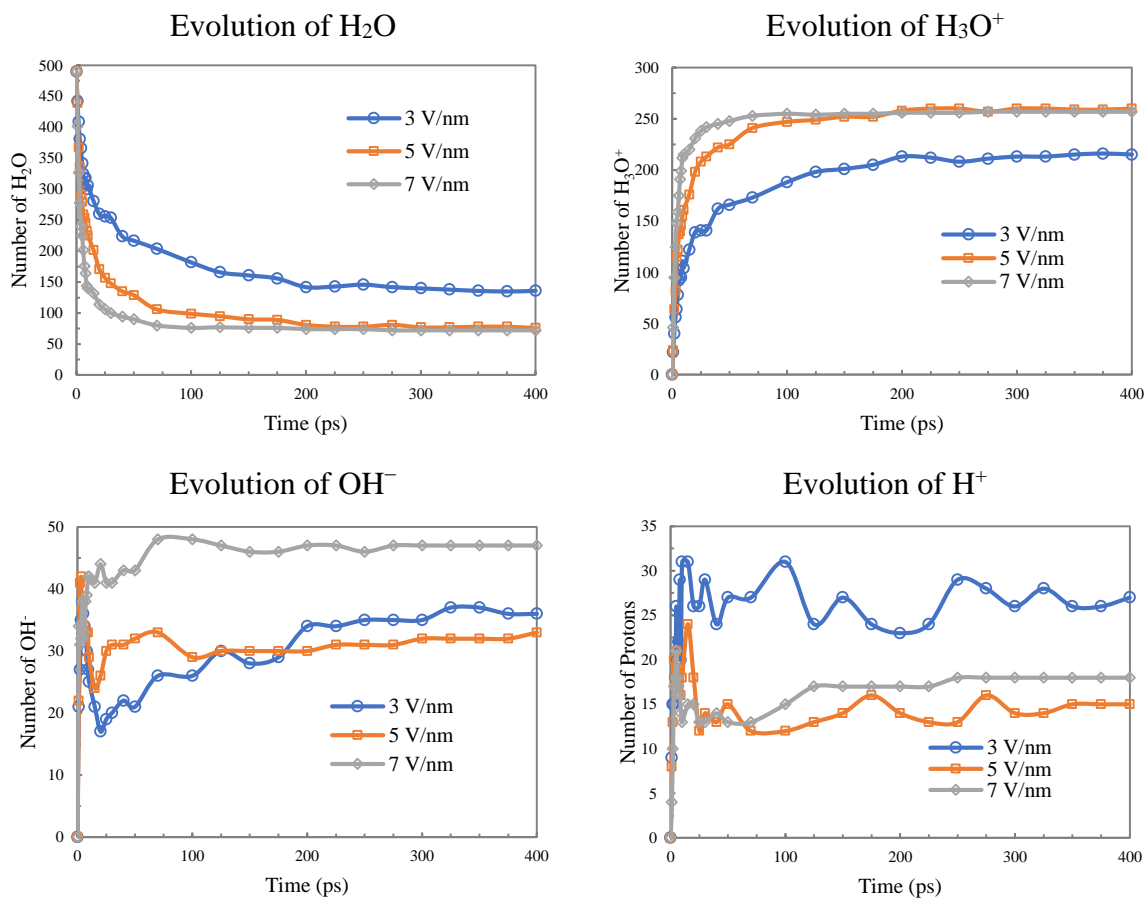 Evolution of H₂O
500
450
400
350
300
250
200
150
100
50
0
Number of H₂O
3 V/nm
5 V/nm
7 V/nm
0 100 200 300 400
Time (ps)
Evolution of H₃O⁺
300
250
200
150
100
50
0
Number of H₃O⁺
3 V/nm
5 V/nm
7 V/nm
0 100 200 300 400
Time (ps)
Evolution of OH⁻
50
40
30
20
10
0
Number of OH⁻
3 V/nm
5 V/nm
7 V/nm
0 100 200 300 400
Time (ps)
Evolution of H⁺
35
30
25
20
15
10
5
0
Number of Protons
3 V/nm
5 V/nm
7 V/nm
0 100 200 300 400
Time (ps)